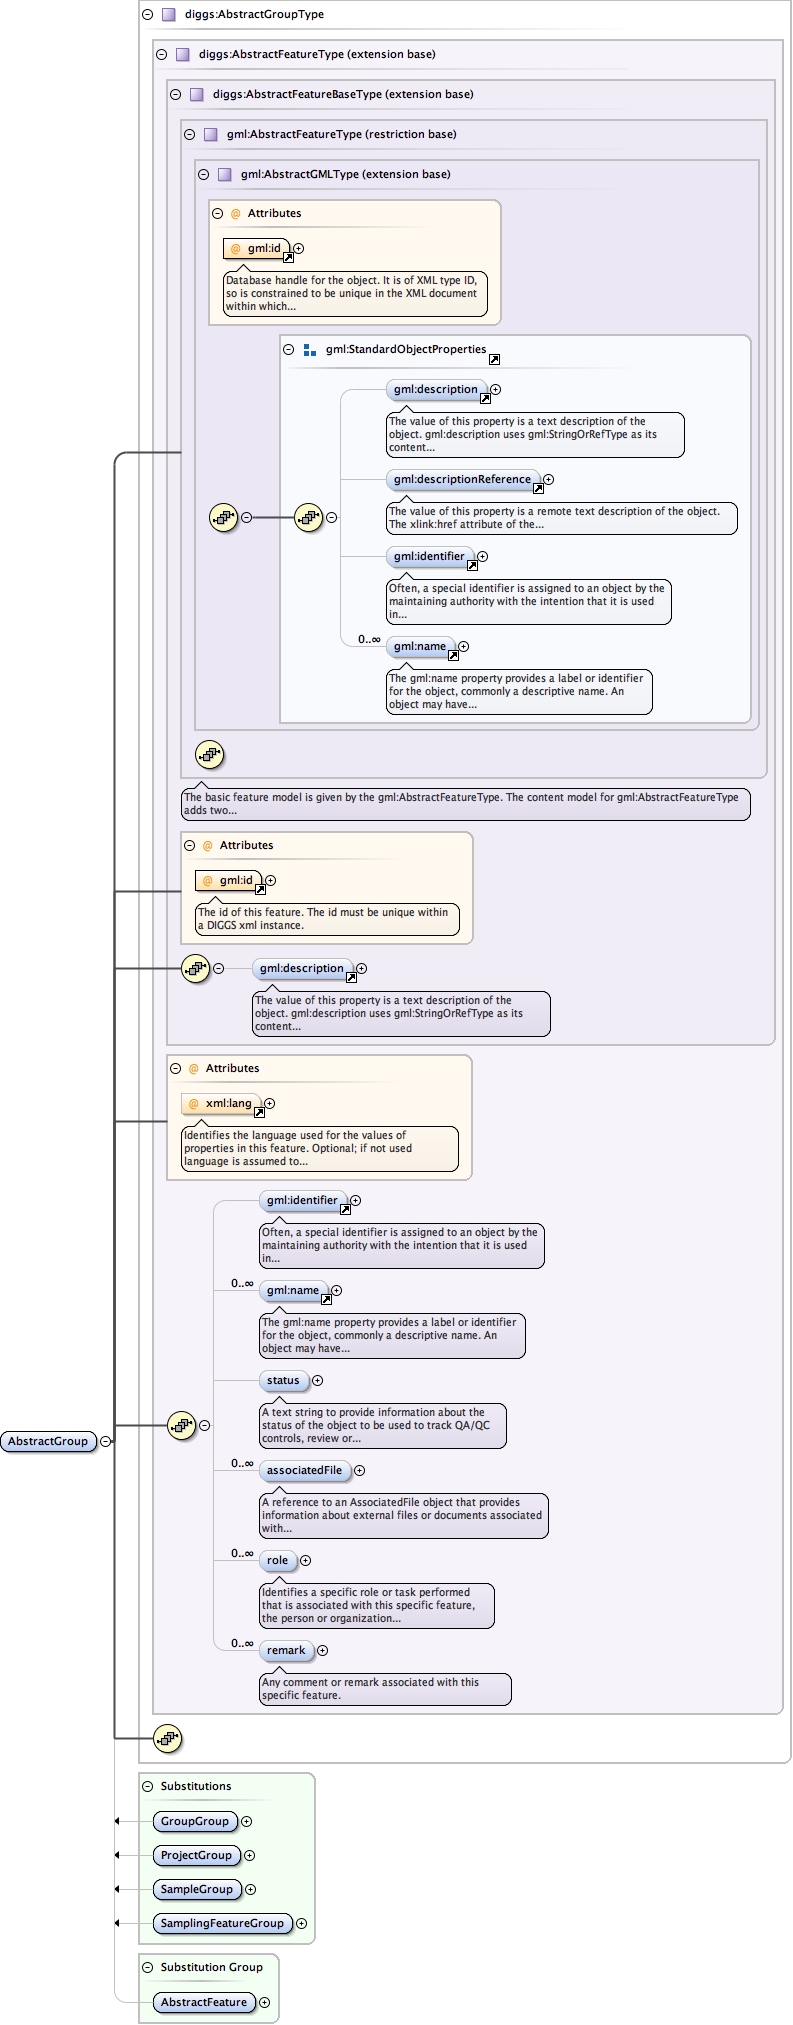 diggs:AbstractGroupType
diggs:AbstractFeatureType (extension base)
diggs:AbstractFeatureBaseType (extension base)
gml:AbstractFeatureType (restriction base)
gml:AbstractGMLType (extension base)
@ Attributes
@ gml:id
Database handle for the object. It is of XML type ID,
so is constrained to be unique in the XML document
within which...
gml:StandardObjectProperties
gml:description
The value of this property is a text description of the
object. gml:description uses gml:StringOrRefType as its
content...
gml:descriptionReference
The value of this property is a remote text description of the object.
The xlink:href attribute of the...
gml:identifier
Often, a special identifier is assigned to an object by the
maintaining authority with the intention that it is used
in...
0..∞
gml:name
The gml:name property provides a label or identifier
for the object, commonly a descriptive name. An
object may have...
The basic feature model is given by the gml:AbstractFeatureType. The content model for gml:AbstractFeatureType
adds two...
@ Attributes
@ gml:id
The id of this feature. The id must be unique within
a DIGGS xml instance.
gml:description
The value of this property is a text description of the
object. gml:description uses gml:StringOrRefType as its
content...
@ Attributes
@ xml:lang
Identifies the language used for the values of
properties in this feature. Optional; if not used
language is assumed to...
gml:identifier
Often, a special identifier is assigned to an object by the
maintaining authority with the intention that it is used
in...
0..∞
gml:name
The gml:name property provides a label or identifier
for the object, commonly a descriptive name. An
object may have...
status
A text string to provide information about the
status of the object to be used to track QA/QC
controls, review or...
AbstractGroup
0..∞
associatedFile
A reference to an AssociatedFile object that provides
information about external files or documents associated
with...
0..∞
role
Identifies a specific role or task performed
that is associated with this specific feature,
the person or organization...
0..∞
remark
Any comment or remark associated with this
specific feature.
Substitutions
GroupGroup
ProjectGroup
SampleGroup
SamplingFeatureGroup
Substitution Group
AbstractFeature